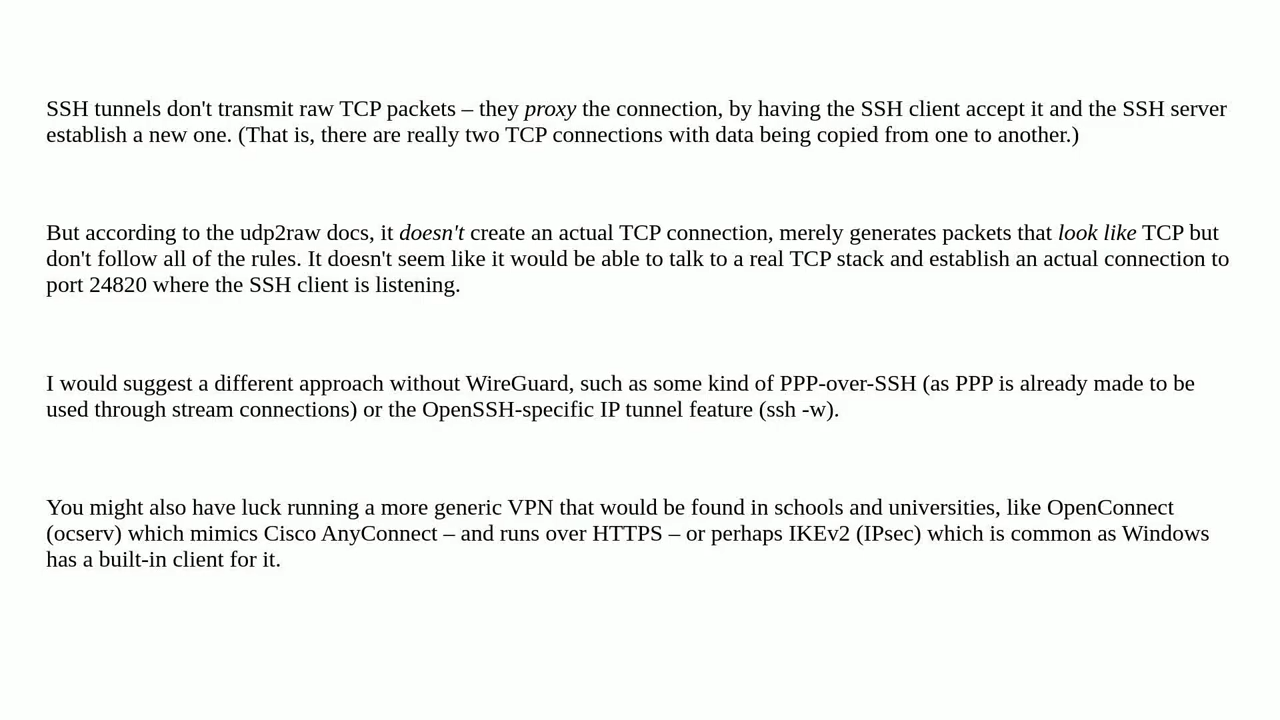 SSH tunnels don't transmit raw TCP packets – they proxy the connection, by having the SSH client accept it and the SSH server
establish a new one. (That is, there are really two TCP connections with data being copied from one to another.)
But according to the udp2raw docs, it doesn't create an actual TCP connection, merely generates packets that look like TCP but
don't follow all of the rules. It doesn't seem like it would be able to talk to a real TCP stack and establish an actual connection to
port 24820 where the SSH client is listening.
I would suggest a different approach without WireGuard, such as some kind of PPP-over-SSH (as PPP is already made to be
used through stream connections) or the OpenSSH-specific IP tunnel feature (ssh -w).
You might also have luck running a more generic VPN that would be found in schools and universities, like OpenConnect
(ocserv) which mimics Cisco AnyConnect – and runs over HTTPS – or perhaps IKEv2 (IPsec) which is common as Windows
has a built-in client for it.